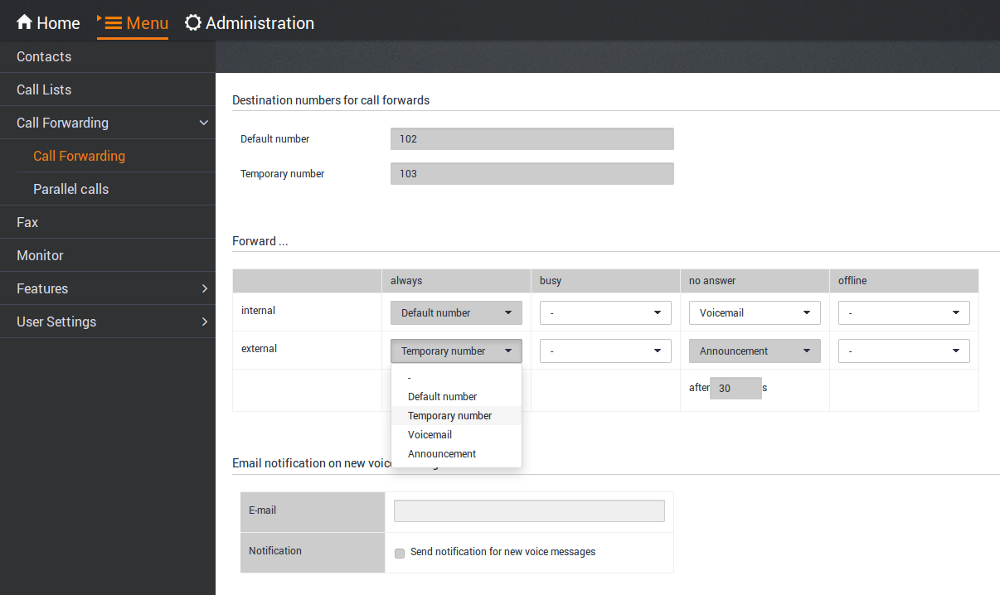 Home Menu Administration
Contacts
Call Lists
Call Forwarding
Call Forwarding
Parallel calls
Fax
Monitor
Features
User Settings
Destination numbers for call forwards
Default number 102
Temporary number 103
Forward ...
always busy no answer offline
internal Default number - Voicemail -
external Temporary number - Announcement -
after 30 s
-
Default number
Temporary number
Voicemail
Announcement
Email notification on new
E-mail
Notification Send notification for new voice messages